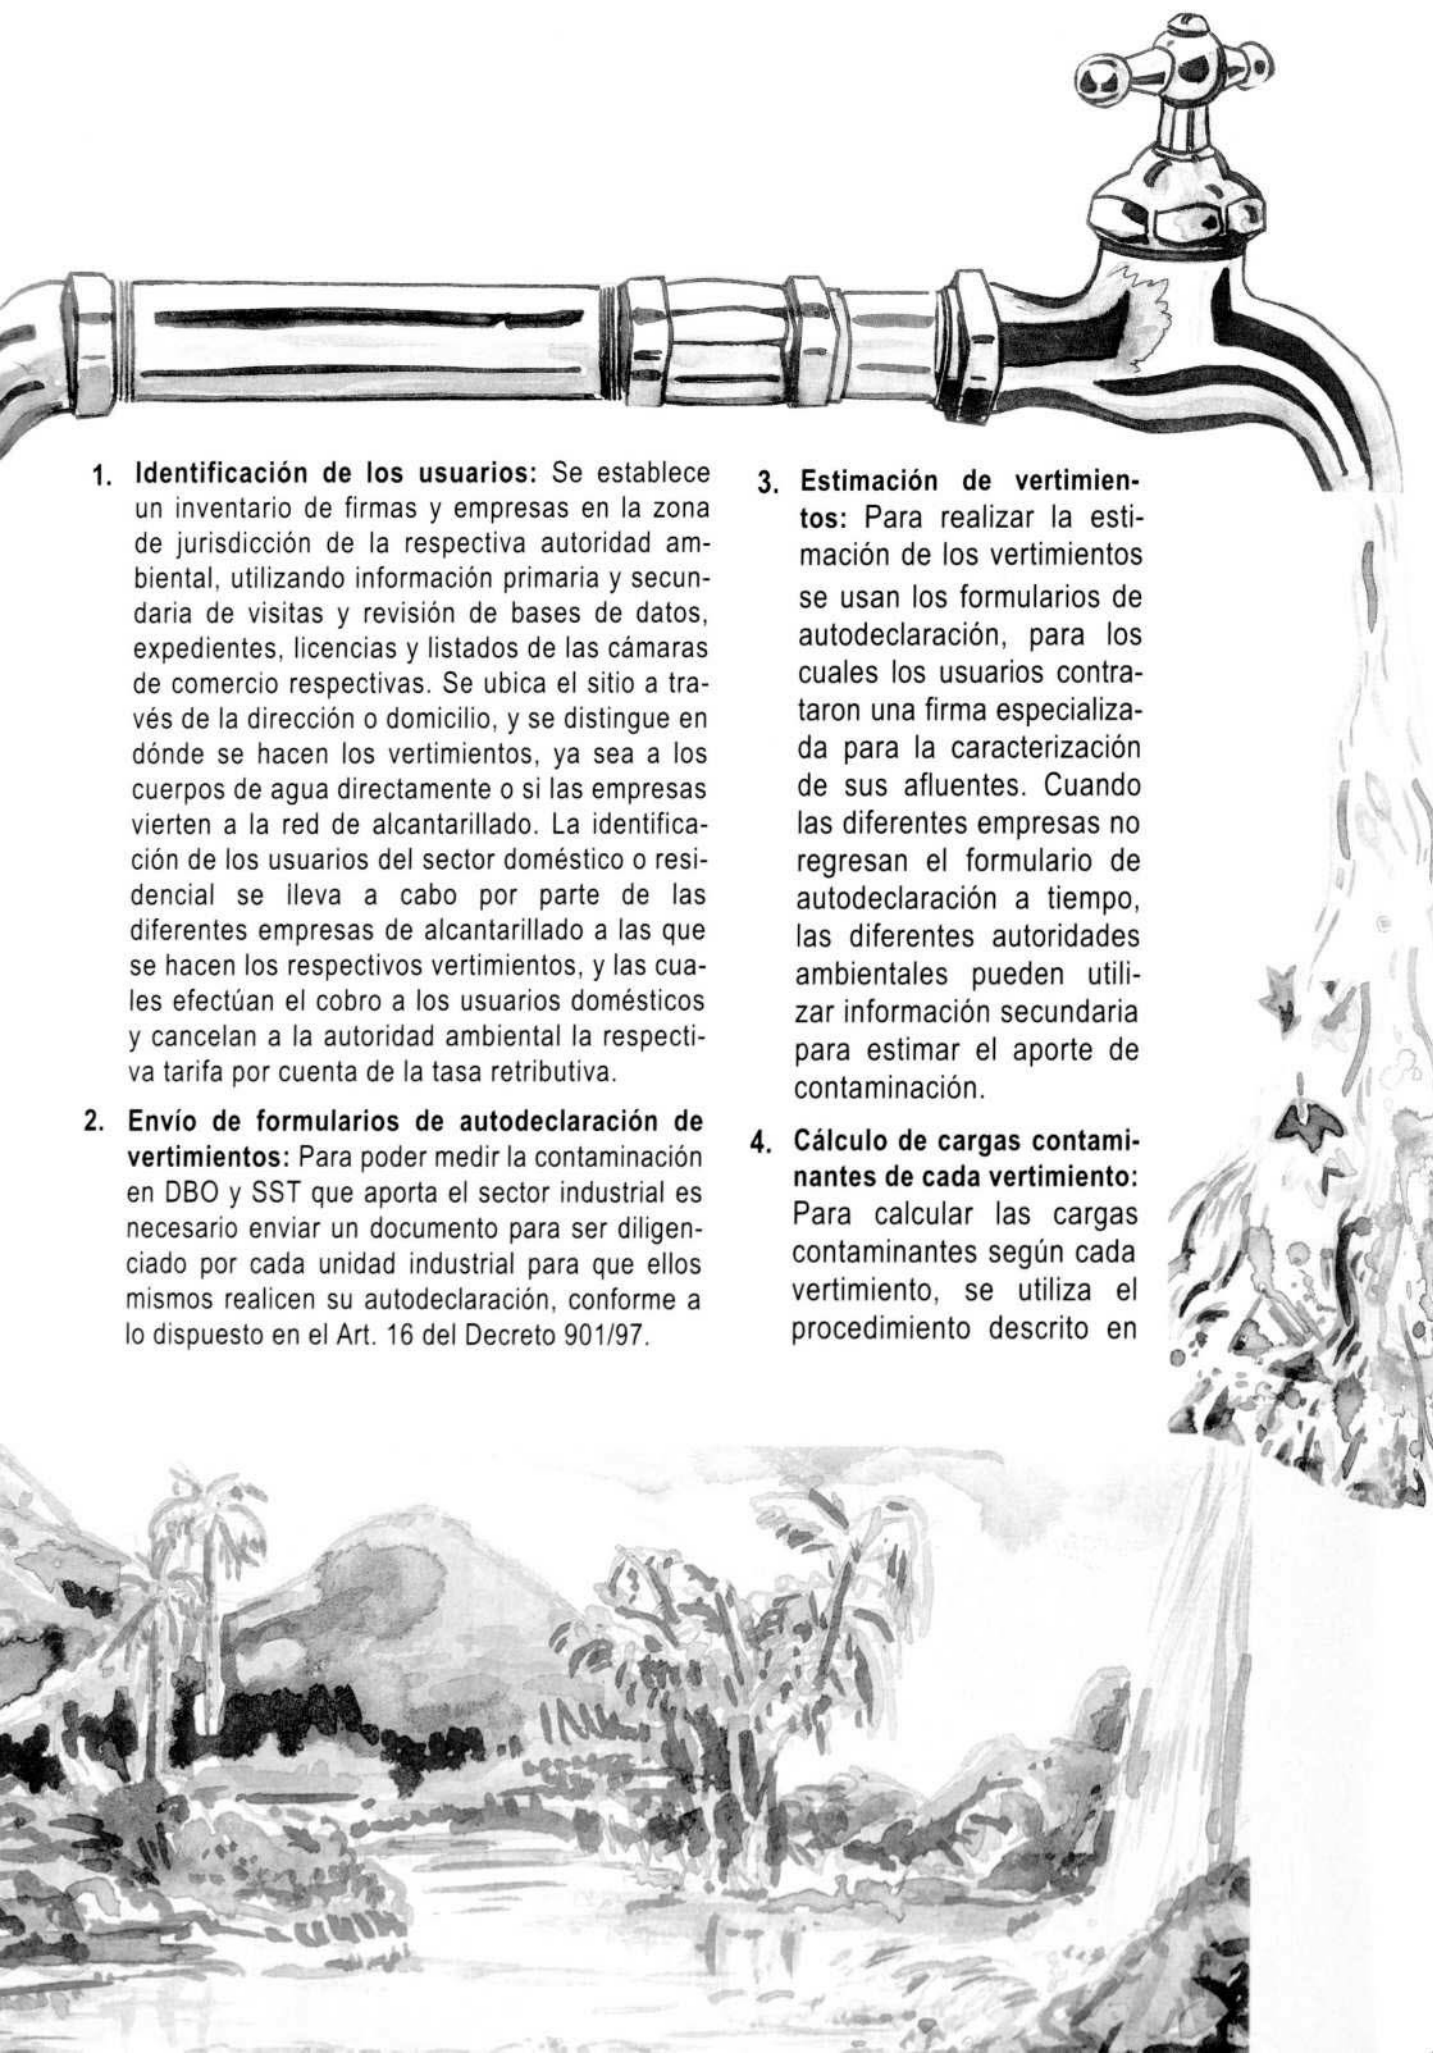 1. Identificación de los usuarios: Se establece
un inventario de firmas y empresas en la zona
de jurisdicción de la respectiva autoridad am-
biental, utilizando información primaria y secun-
daria de visitas y revisión de bases de datos,
expedientes, licencias y listados de las cámaras
de comercio respectivas. Se ubica el sitio a tra-
vés de la dirección o domicilio, y se distingue en
dónde se hacen los vertimientos, ya sea a los
cuerpos de agua directamente o si las empresas
vierten a la red de alcantarillado. La identifica-
ción de los usuarios del sector doméstico o resi-
dencial se lleva a cabo por parte de las
diferentes empresas de alcantarillado a las que
se hacen los respectivos vertimientos, y las cua-
les efectúan el cobro a los usuarios domésticos
y cancelan a la autoridad ambiental la respecti-
va tarifa por cuenta de la tasa retributiva.
2. Envío de formularios de autodeclaración de
vertimientos: Para poder medir la contaminación
en DBO y SST que aporta el sector industrial es
necesario enviar un documento para ser diligen-
ciado por cada unidad industrial para que ellos
mismos realicen su autodeclaración, conforme a
lo dispuesto en el Art. 16 del Decreto 901/97.
3. Estimación de vertimien-
tos: Para realizar la esti-
mación de los vertimientos
se usan los formularios de
autodeclaración, para los
cuales los usuarios contra-
taron una firma especializa-
da para la caracterización
de sus afluentes. Cuando
las diferentes empresas no
regresan el formulario de
autodeclaración a tiempo,
las diferentes autoridades
ambientales pueden utili-
zar información secundaria
para estimar el aporte de
contaminación.
4. Cálculo de cargas contami-
nantes de cada vertimiento:
Para calcular las cargas
contaminantes según cada
vertimiento, se utiliza el
procedimiento descrito en